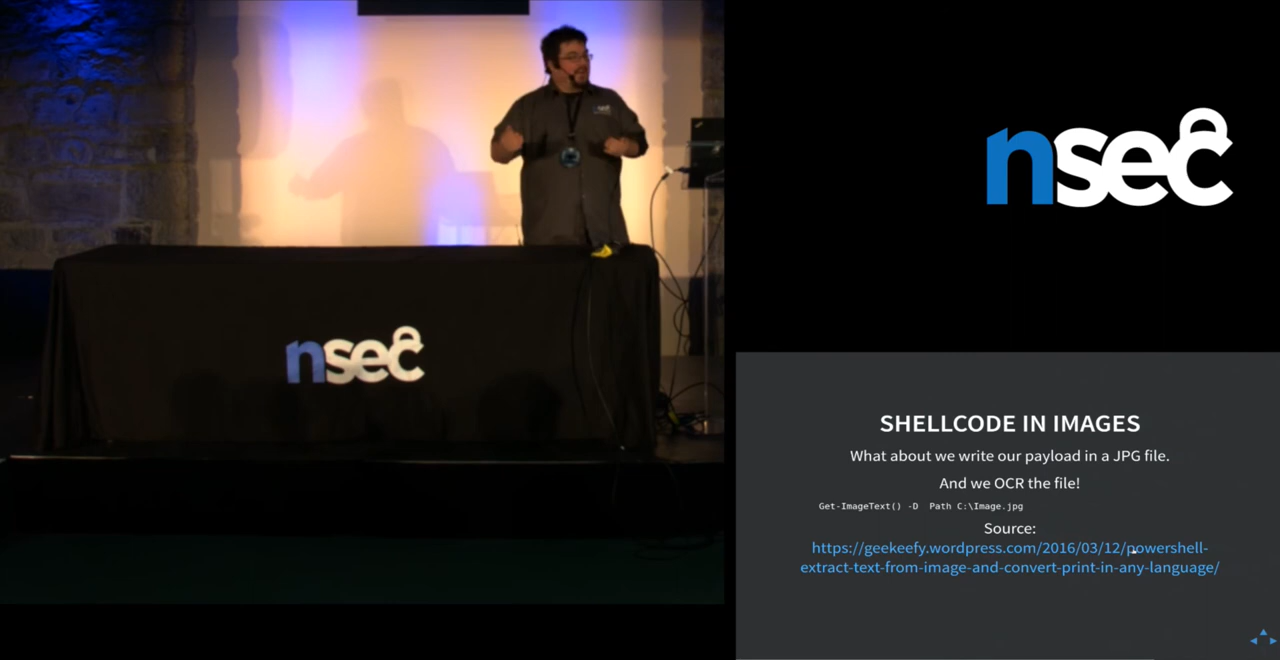 nsec
nsec
SHELLCODE IN IMAGES
What about we write our payload in a JPG file.
And we OCR the file!
Get-ImageText() -D  Path C:\Image.jpg
Source:
https://geekeefy.wordpress.com/2016/03/12/powershell-
extract-text-from-image-and-convert-print-in-any-language/